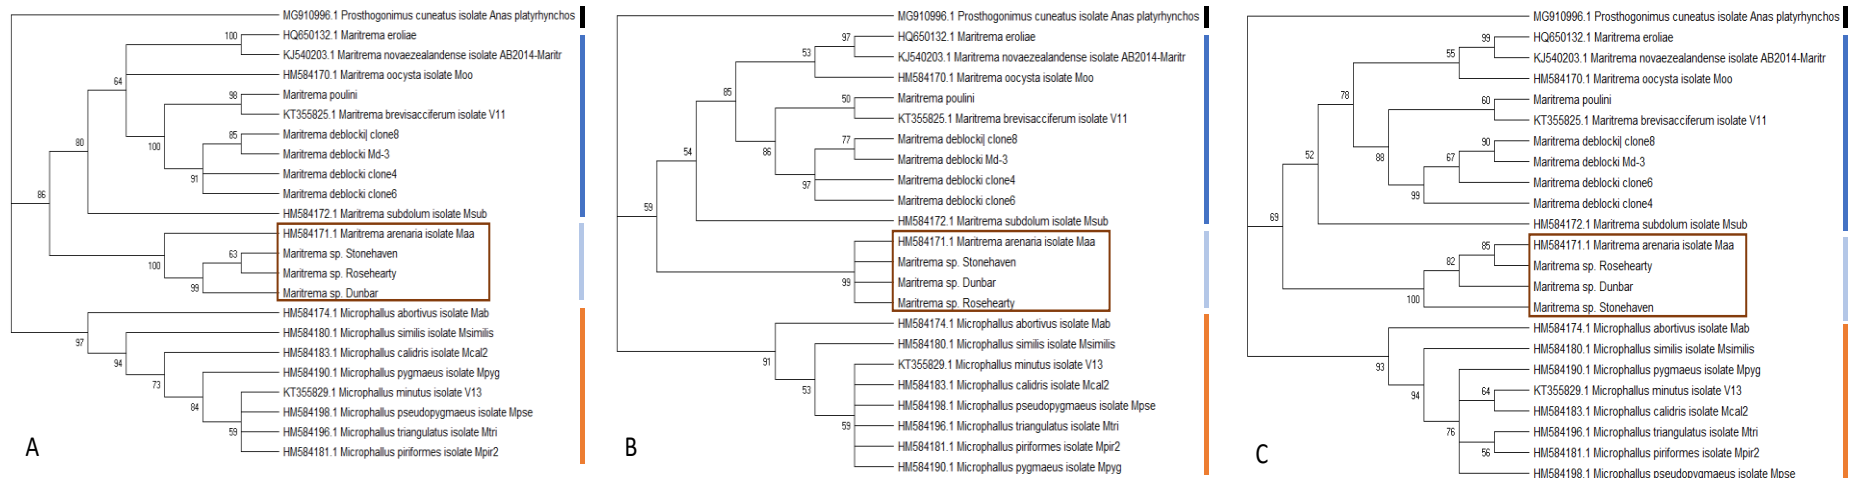 MG910996.1 Prosthogonimus cuneatus isolate Anas platyrhynchos
HQ650132.1 Maritrema eroliae
100
KJ540203.1 Maritrema novaezealandense isolate AB2014-Maritr
HM584170.1 Maritrema oocysta isolate Moo
64
Maritrema poulini
98
KT355825.1 Maritrema brevisacciferum isolate V11
Maritrema deblocki| clone8
85
80
100
Maritrema deblocki Md-3
Maritrema deblocki clone4
91
Maritrema deblocki clone6
86
HM584172.1 Maritrema subdolum isolate Msub
HM584171.1 Maritrema arenaria isolate Maa
Maritrema sp. Stonehaven
63
100
Maritrema sp. Rosehearty
99
Maritrema sp. Dunbar
HM584174.1 Microphallus abortivus isolate Mab
HM584180.1 Microphallus similis isolate Msimilis
97
HM584183.1 Microphallus calidris isolate Mcal2
94
HM584190.1 Microphallus pygmaeus isolate Mpyg
73
KT355829.1 Microphallus minutus isolate V13
84
HM584198.1 Microphallus pseudopygmaeus isolate Mpse
HM584196.1 Microphallus triangulatus isolate Mtri
59
HM584181.1 Microphallus piriformes isolate Mpir2
A
MG910996.1 Prosthogonimus cuneatus isolate Anas platyrhynchos
HQ650132.1 Maritrema eroliae
97
53
KJ540203.1 Maritrema novaezealandense isolate AB2014-Maritr
HM584170.1 Maritrema oocysta isolate Moo
85
Maritrema poulini
50
KT355825.1 Maritrema brevisacciferum isolate V11
Maritrema deblocki| clone8
77
54
86
Maritrema deblocki Md-3
Maritrema deblocki clone4
97
Maritrema deblocki clone6
59
HM584172.1 Maritrema subdolum isolate Msub
HM584171.1 Maritrema arenaria isolate Maa
Maritrema sp. Stonehaven
99
Maritrema sp. Dunbar
Maritrema sp. Rosehearty
HM584174.1 Microphallus abortivus isolate Mab
HM584180.1 Microphallus similis isolate Msimilis
91
KT355829.1 Microphallus minutus isolate V13
53
HM584183.1 Microphallus calidris isolate Mcal2
HM584198.1 Microphallus pseudopygmaeus isolate Mpse
59
HM584196.1 Microphallus triangulatus isolate Mtri
HM584181.1 Microphallus piriformes isolate Mpir2
HM584190.1 Microphallus pygmaeus isolate Mpyg
B
MG910996.1 Prosthogonimus cuneatus isolate Anas platyrhynchos
HQ650132.1 Maritrema eroliae
99
55
KJ540203.1 Maritrema novaezealandense isolate AB2014-Maritr
HM584170.1 Maritrema oocysta isolate Moo
78
Maritrema poulini
60
KT355825.1 Maritrema brevisacciferum isolate V11
Maritrema deblocki| clone8
90
52
88
67
Maritrema deblocki Md-3
Maritrema deblocki clone6
99
Maritrema deblocki clone4
69
HM584172.1 Maritrema subdolum isolate Msub
HM584171.1 Maritrema arenaria isolate Maa
85
82
Maritrema sp. Rosehearty
Maritrema sp. Dunbar
100
Maritrema sp. Stonehaven
HM584174.1 Microphallus abortivus isolate Mab
HM584180.1 Microphallus similis isolate Msimilis
93
HM584190.1 Microphallus pygmaeus isolate Mpyg
94
KT355829.1 Microphallus minutus isolate V13
64
HM584183.1 Microphallus calidris isolate Mcal2
76
HM584196.1 Microphallus triangulatus isolate Mtri
56
HM584181.1 Microphallus piriformes isolate Mpir2
HM584198.1 Microphallus pseudopygmaeus isolate Mpse
C